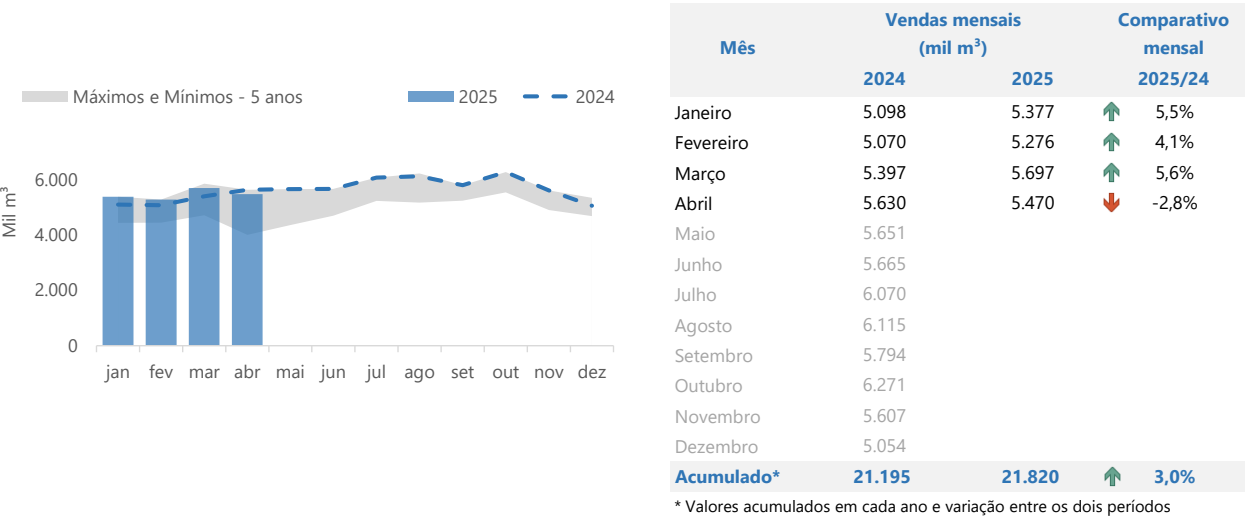 Máximos e Mínimos - 5 anos
2025
2024
Mil m³
6.000
4.000
2.000
0
jan fev mar abr mai jun jul ago set out nov dez
Mês
Vendas mensais
(mil m³)
Comparativo
mensal
2024 2025 2025/24
Janeiro 5.098 5.377 5,5%
Fevereiro 5.070 5.276 4,1%
Março 5.397 5.697 5,6%
Abril 5.630 5.470 -2,8%
Maio 5.651
Junho 5.665
Julho 6.070
Agosto 6.115
Setembro 5.794
Outubro 6.271
Novembro 5.607
Dezembro 5.054
Acumulado* 21.195 21.820 3,0%
* Valores acumulados em cada ano e variação entre os dois períodos